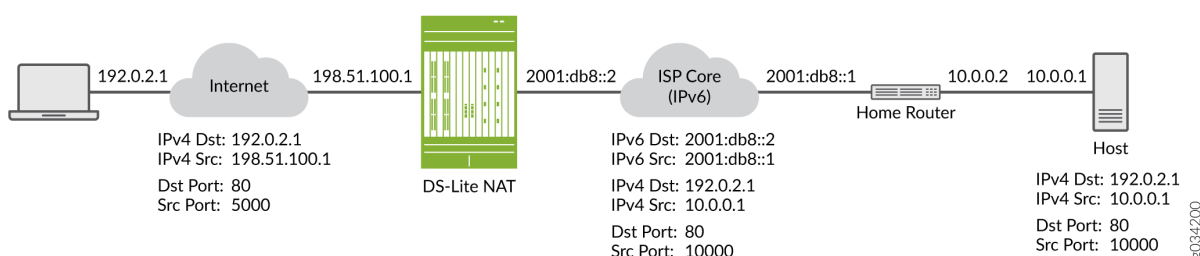 192.0.2.1
Internet
198.51.100.1
2001:db8::2
ISP Core
(IPv6)
2001:db8::1
10.0.0.2
10.0.0.1
Home Router
Host
DS-Lite NAT
IPv4 Dst: 192.0.2.1
IPv4 Src: 198.51.100.1
Dst Port: 80
Src Port: 5000
IPv6 Dst: 2001:db8::2
IPv6 Src: 2001:db8::1
IPv4 Dst: 192.0.2.1
IPv4 Src: 10.0.0.1
Dst Port: 80
Src Port: 10000
IPv4 Dst: 192.0.2.1
IPv4 Src: 10.0.0.1
Dst Port: 80
Src Port: 10000
g034200